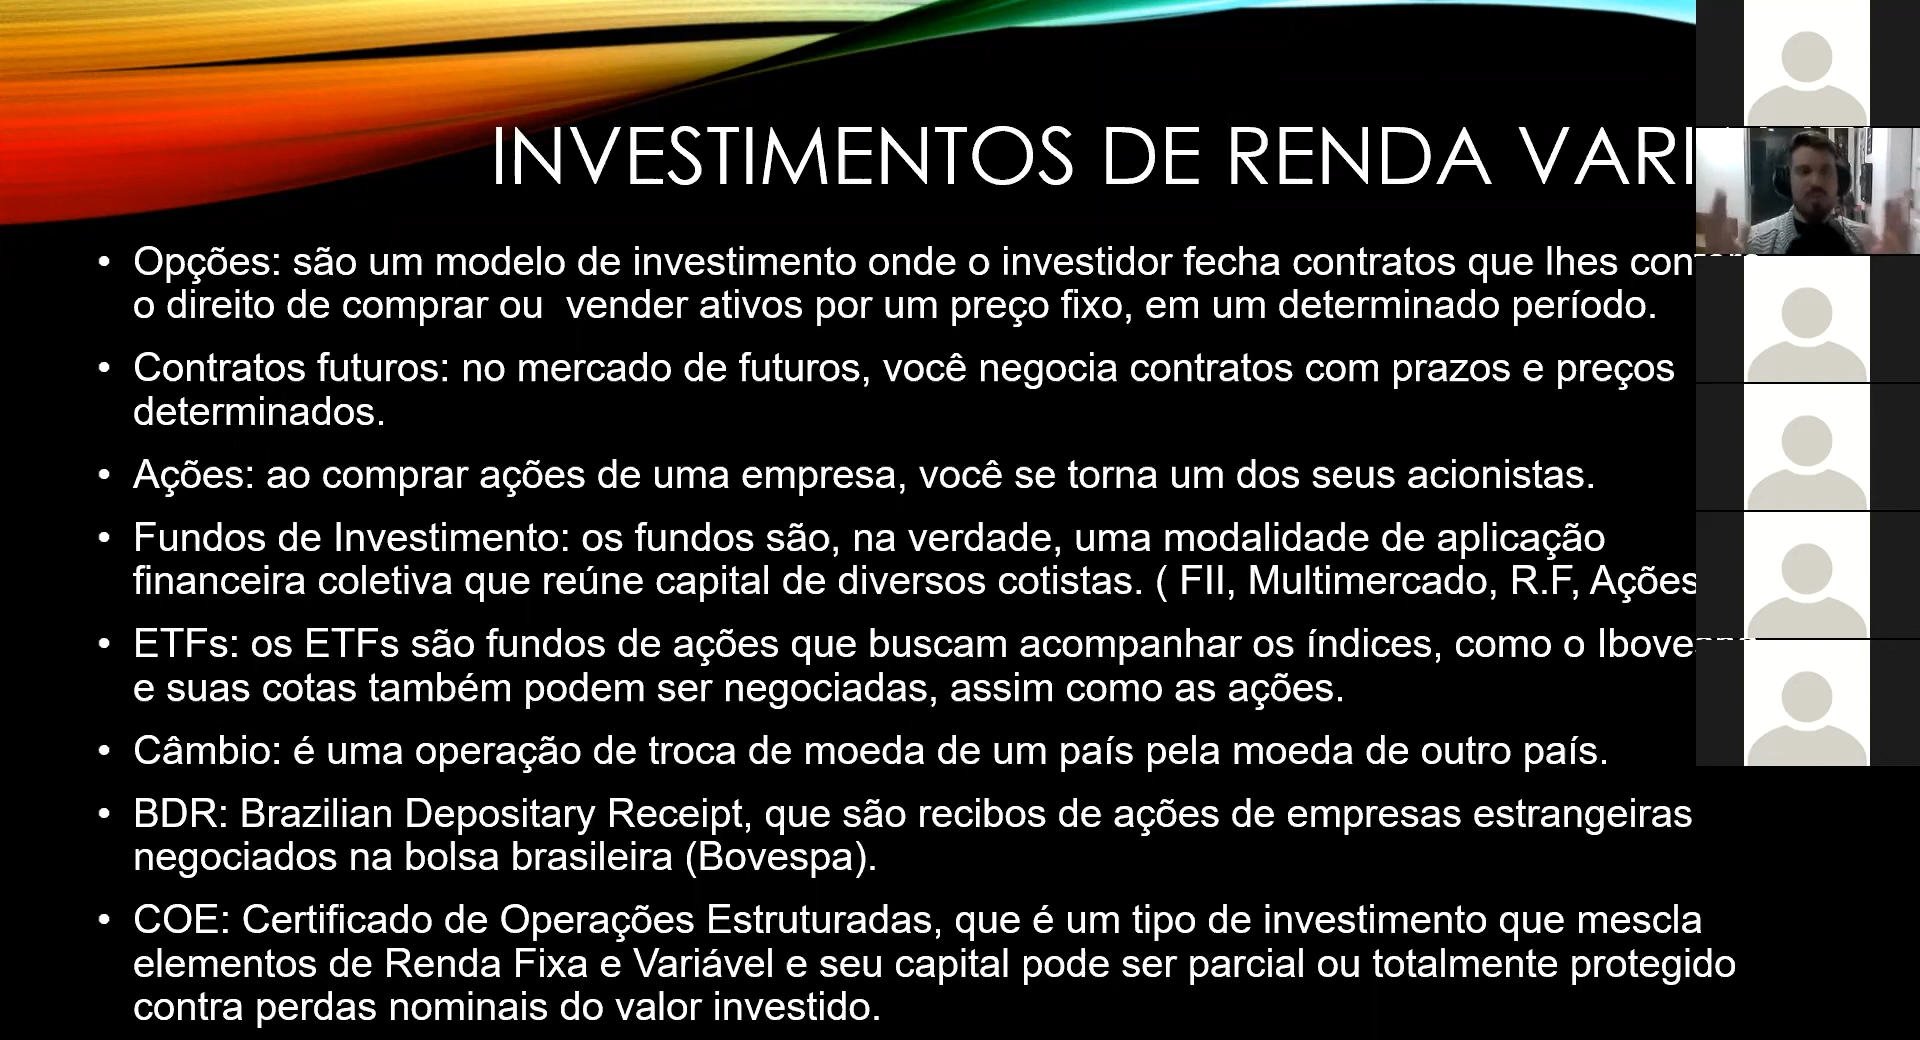 INVESTIMENTOS DE RENDA
• Opções: são um modelo de investimento onde o investidor fecha contratos que lhes
o direito de comprar ou  vender ativos por um preço fixo, em um determinado período.
• Contratos futuros: no mercado de futuros, você negocia contratos com prazos e preços
determinados.
• Ações: ao comprar ações de uma empresa, você se torna um dos seus acionistas.
• Fundos de Investimento: os fundos são, na verdade, uma modalidade de aplicação
financeira coletiva que reúne capital de diversos cotistas. ( FII, Multimercado, R.F, Ações
• ETFs: os ETFs são fundos de ações que buscam acompanhar os índices, como o
e suas cotas também podem ser negociadas, assim como as ações.
• Câmbio: é uma operação de troca de moeda de um país pela moeda de outro país.
• BDR: Brazilian Depositary Receipt, que são recibos de ações de empresas estrangeiras
negociados na bolsa brasileira (Bovespa).
• COE: Certificado de Operações Estruturadas, que é um tipo de investimento que mescla
elementos de Renda Fixa e Variável e seu capital pode ser parcial ou totalmente protegido
contra perdas nominais do valor investido.